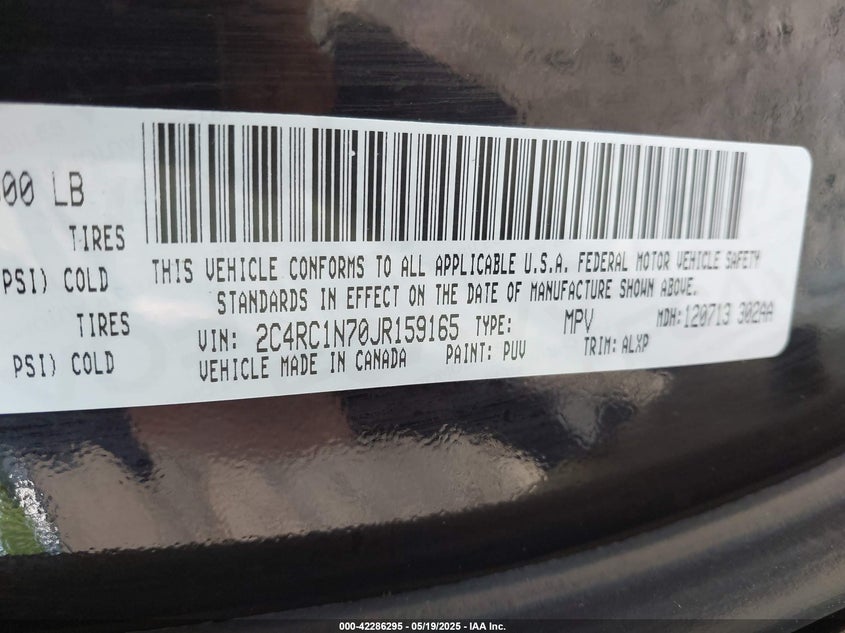 00 LB
TIRES
PSI) COLD
TIRES
PSI) COLD
THIS VEHICLE CONFORMS TO ALL APPLICABLE U.S.A. FEDERAL MOTOR VEHICLE SAFETY
STANDARDS IN EFFECT ON THE DATE OF MANUFACTURE SHOWN ABOVE.
VIN: 2C4RC1N70JR159165 TYPE: MPV MDH:120713 302AA
VEHICLE MADE IN CANADA PAINT: PUV TRIM: ALXP
000-42286295 - 05/19/2025 - IAA Inc.